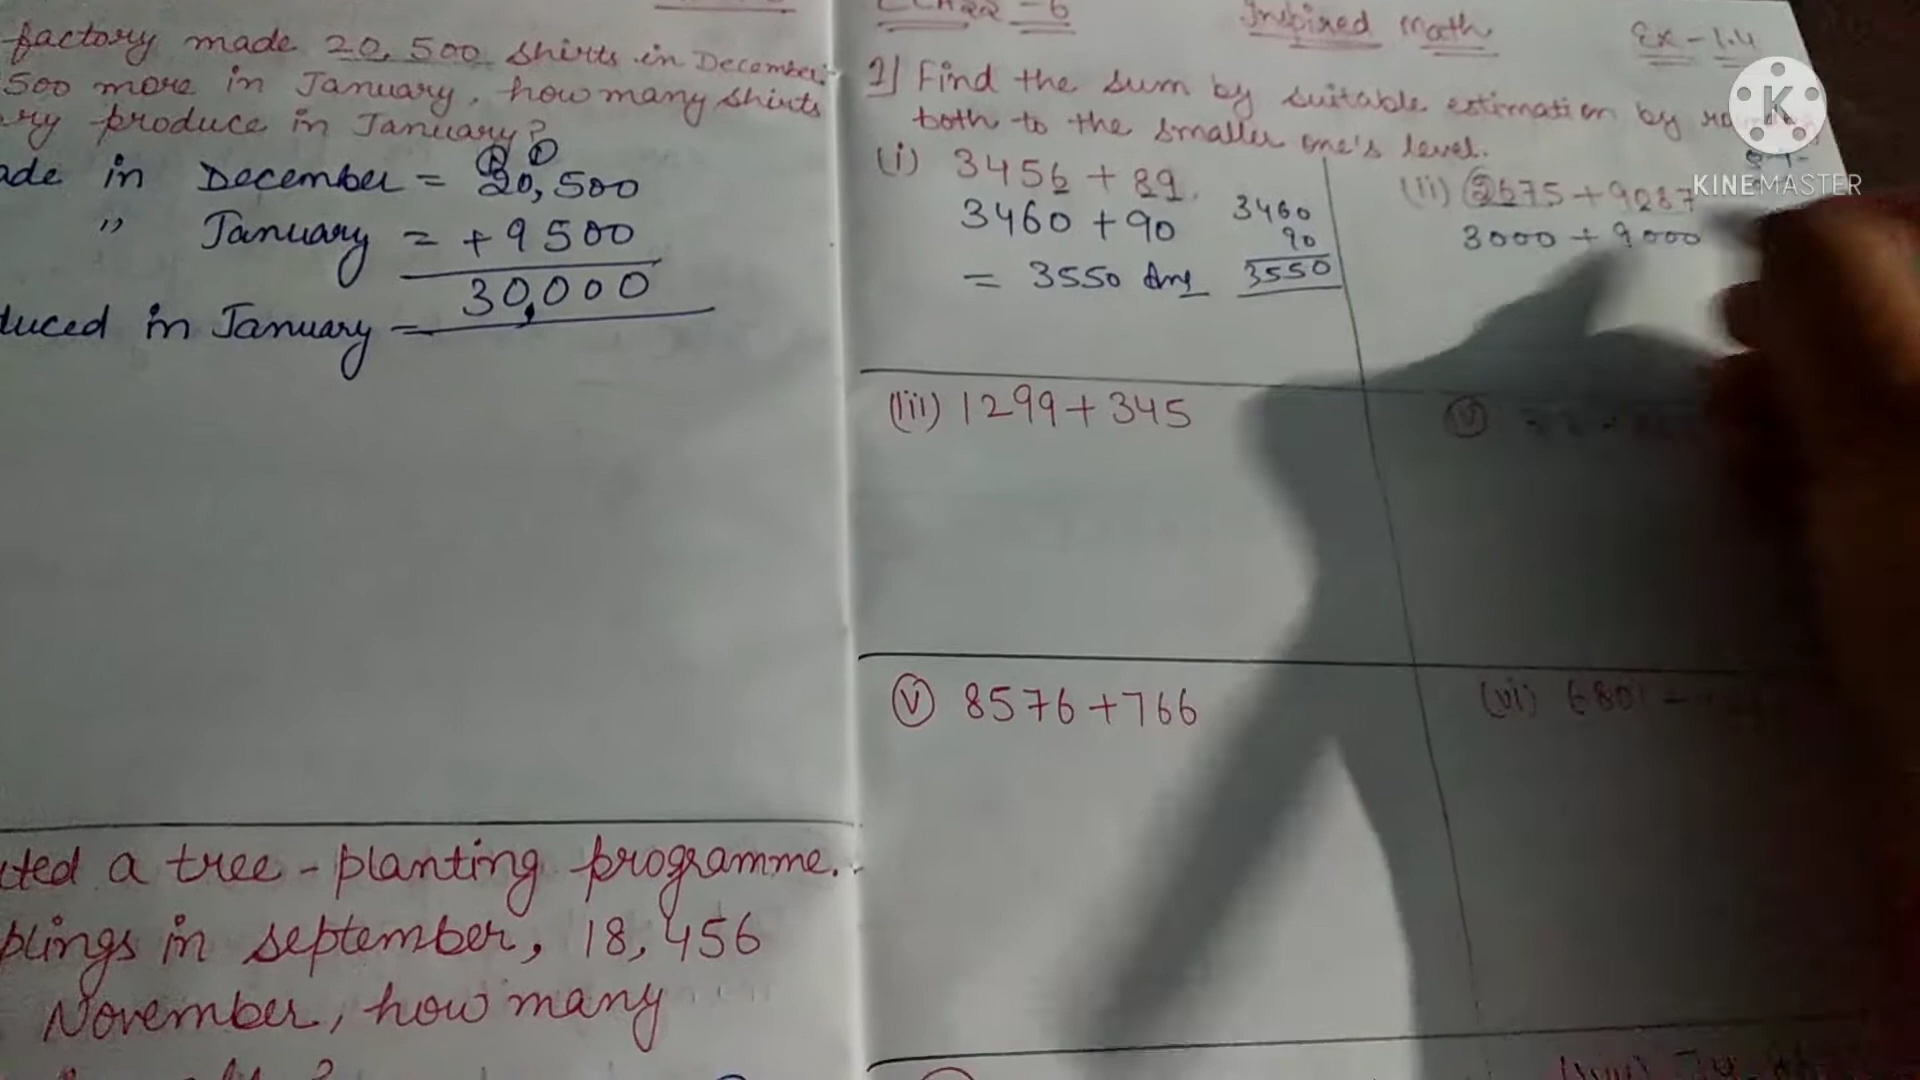 factory made 20,500 shirts in December.
500 more in January, how many shirts
produce in January?
ade in December = 20,500
" January = + 9500
30,000
duced in January =
cted a tree-planting programme.
plings in september, 18,456
November, how many
-6 Inspired Math Ex-1.4
1] Find the sum by suitable estimation by
both to the smaller one's level.
(i) 3456 + 89
3460 + 90
= 3550 Ans
3460
90
3550
(ii) 2675 + 9287
3000 + 9000
(iii) 1299 + 345
(V) 8576 + 766
(vi) 6801
K
KINEMASTER